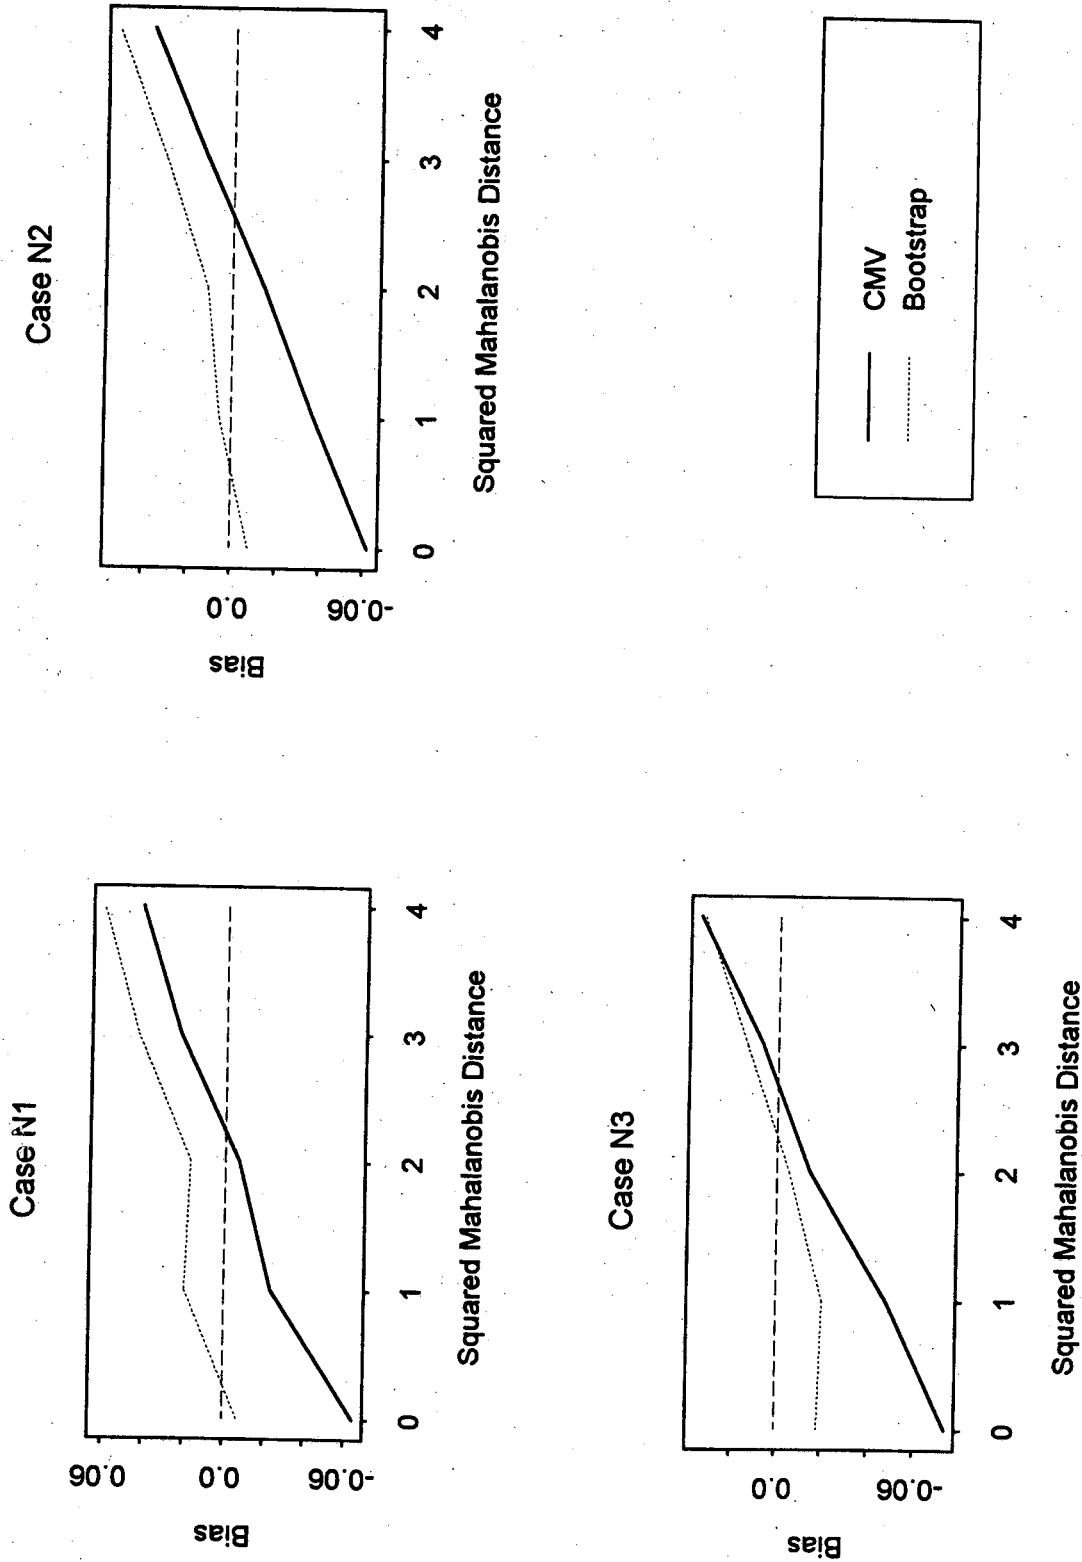 Case N1
Bias
0.06
0.0
-0.06
0 1 2 3 4
Squared Mahalanobis Distance
Case N2
Bias
0.0
-0.06
0 1 2 3 4
Squared Mahalanobis Distance
Case N3
Bias
0.0
-0.06
0 1 2 3 4
Squared Mahalanobis Distance
CMV
Bootstrap